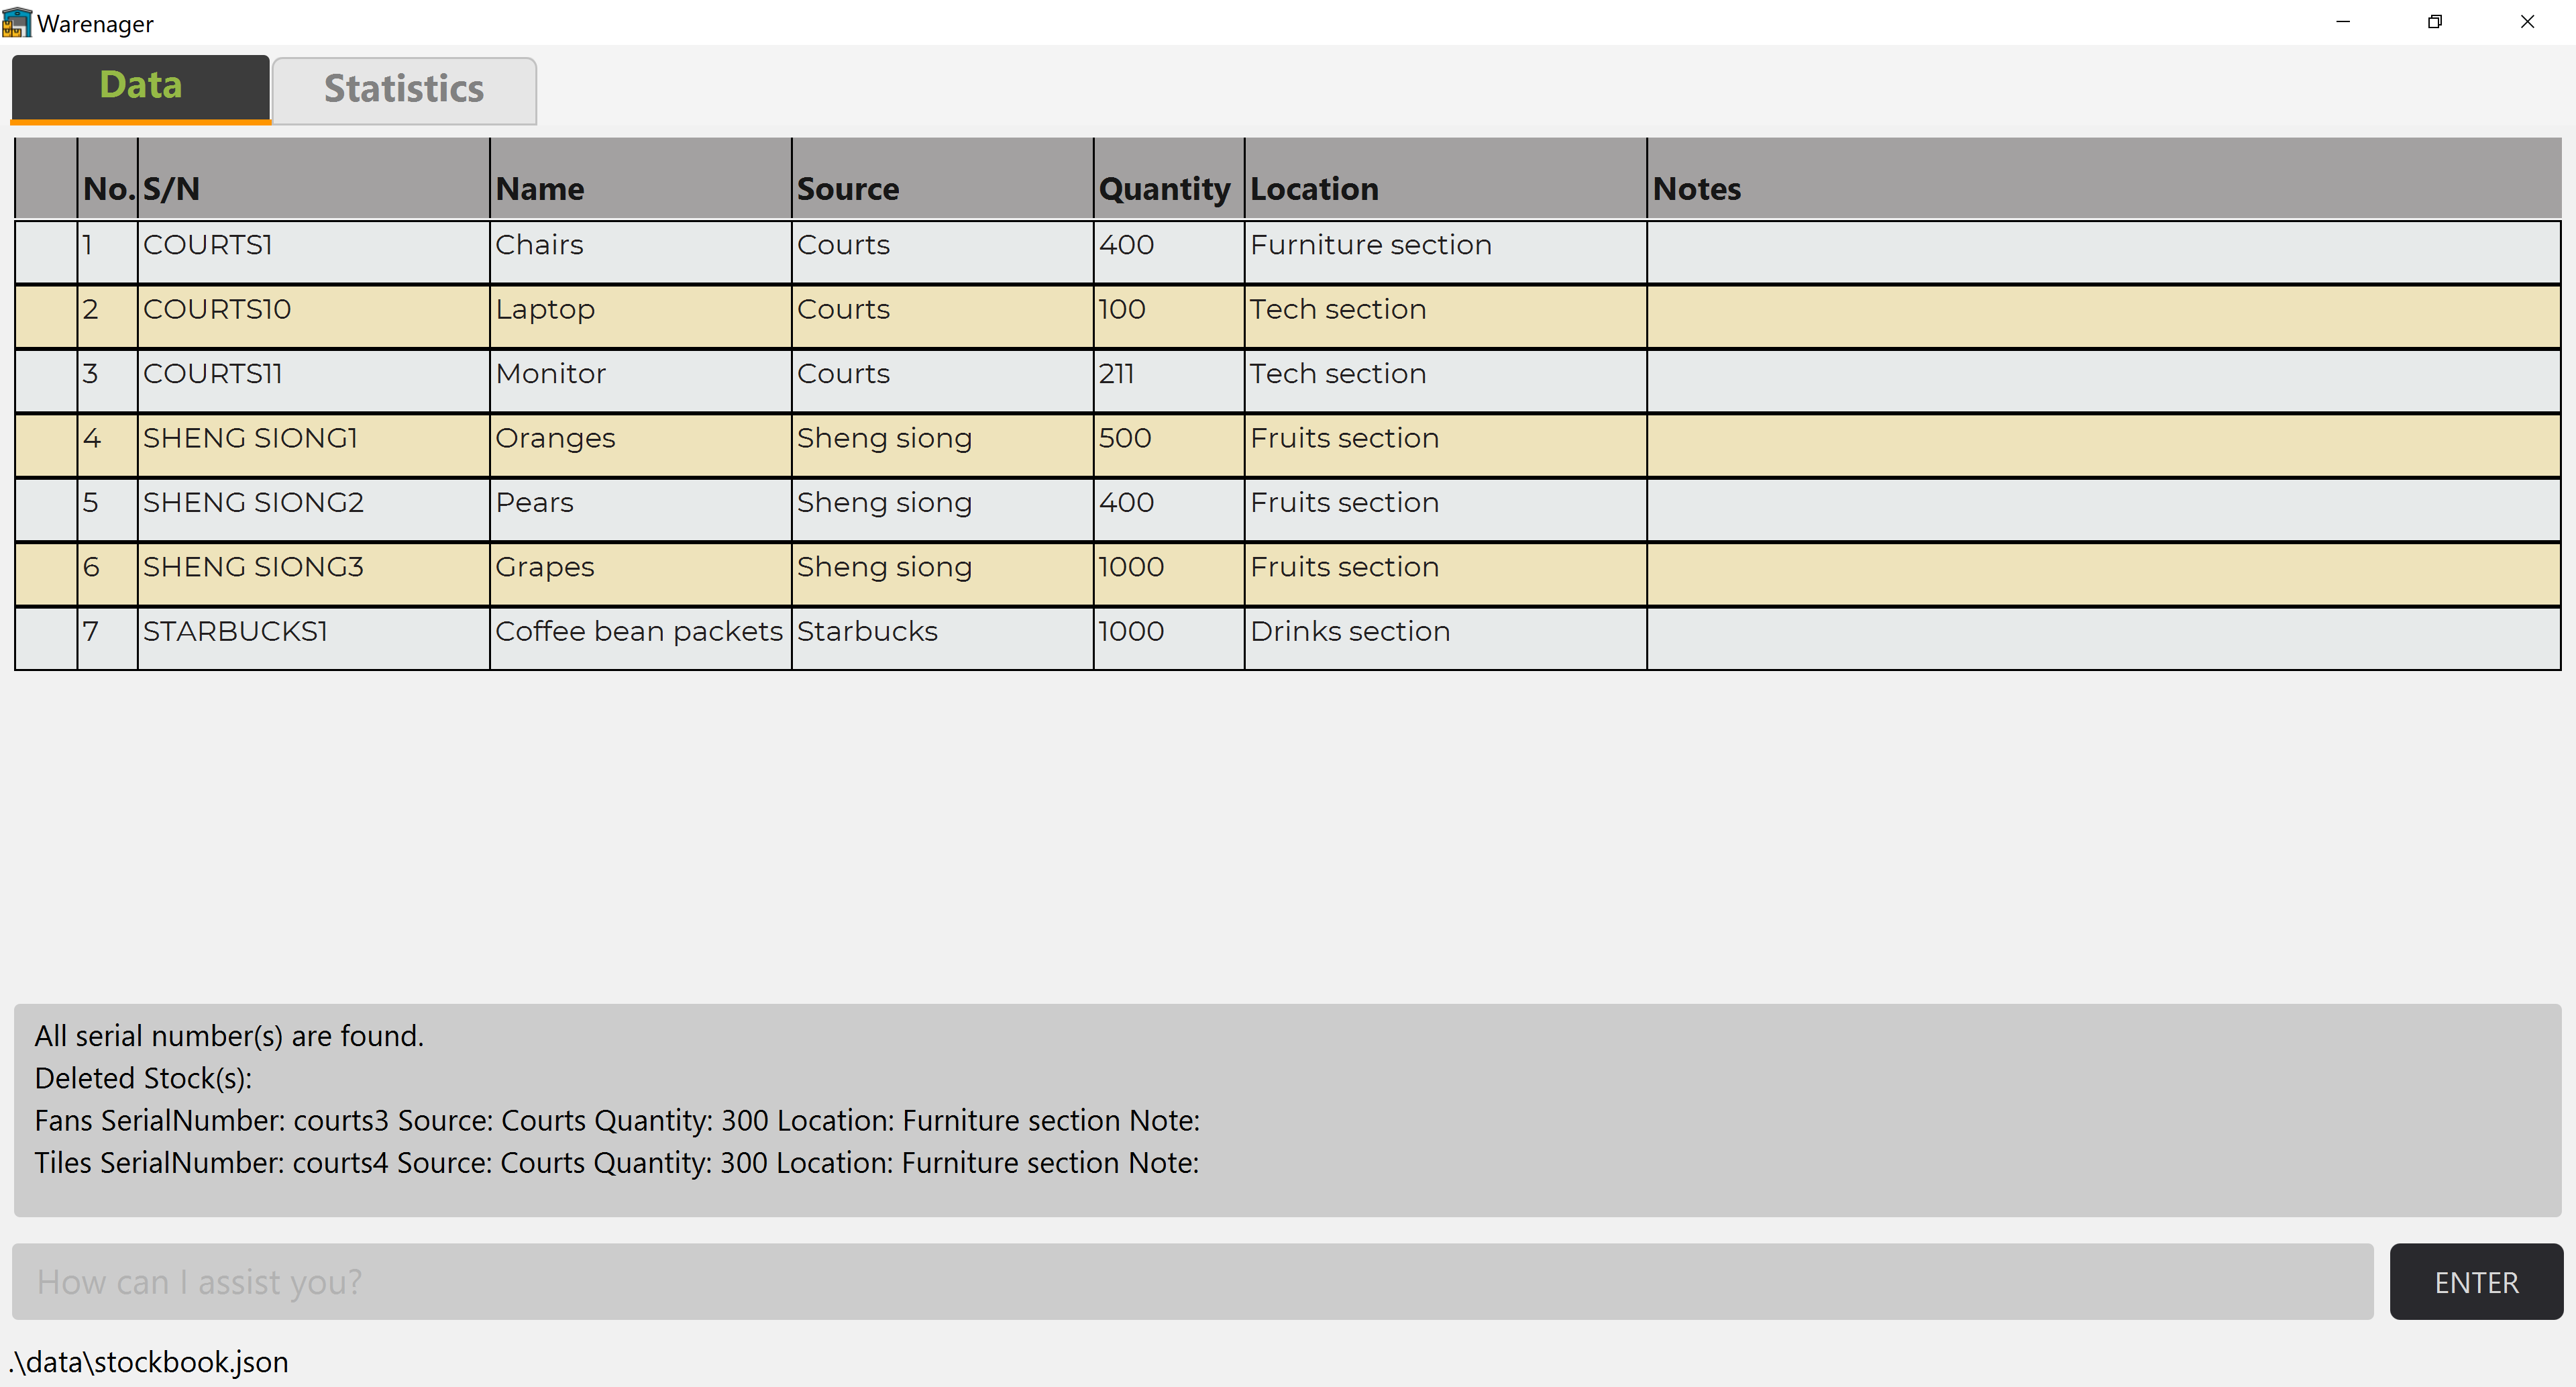 Warenager
Data Statistics
No. S/N Name Source Quantity Location Notes
1 COURTS1 Chairs Courts 400 Furniture section
2 COURTS10 Laptop Courts 100 Tech section
3 COURTS11 Monitor Courts 211 Tech section
4 SHENG SIONG1 Oranges Sheng siong 500 Fruits section
5 SHENG SIONG2 Pears Sheng siong 400 Fruits section
6 SHENG SIONG3 Grapes Sheng siong 1000 Fruits section
7 STARBUCKS1 Coffee bean packets Starbucks 1000 Drinks section
All serial number(s) are found.
Deleted Stock(s):
Fans SerialNumber: courts3 Source: Courts Quantity: 300 Location: Furniture section Note:
Tiles SerialNumber: courts4 Source: Courts Quantity: 300 Location: Furniture section Note:
How can I assist you? ENTER
.\data\stockbook.json